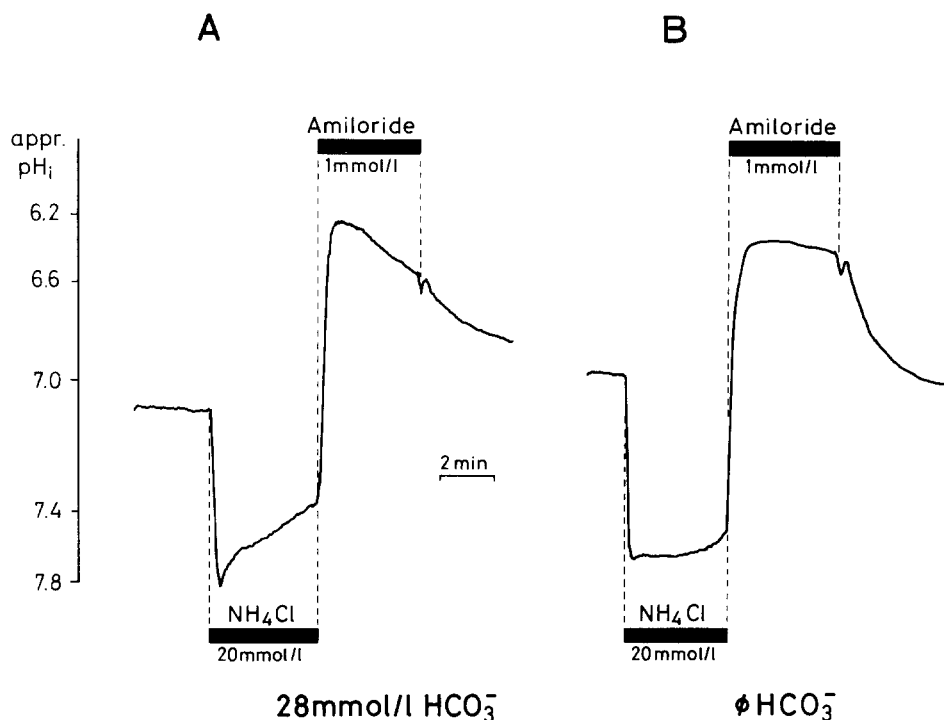 A
B
appr.
pHi
6.2
6.6
7.0
7.4
7.8
Amiloride
1mmol/l
2 min
NH4Cl
20mmol/l
28mmol/l HCO3-
Amiloride
1mmol/l
NH4Cl
20mmol/l
ϕ HCO3-